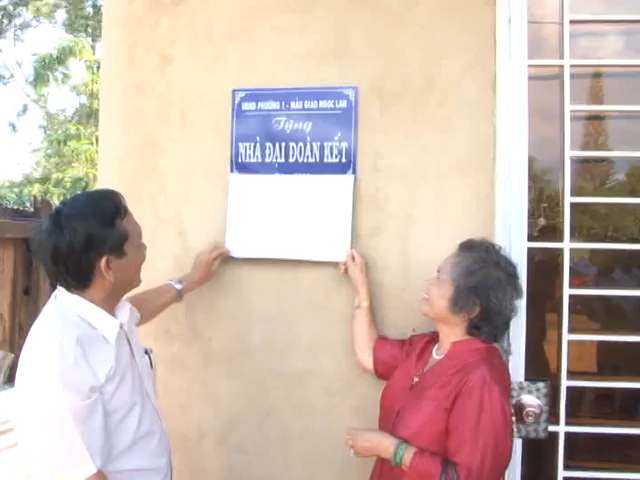 UBND PHƯỜNG 1 - MẪU GIÁO NGỌC LAN
Tặng
NHÀ ĐẠI ĐOÀN KẾT